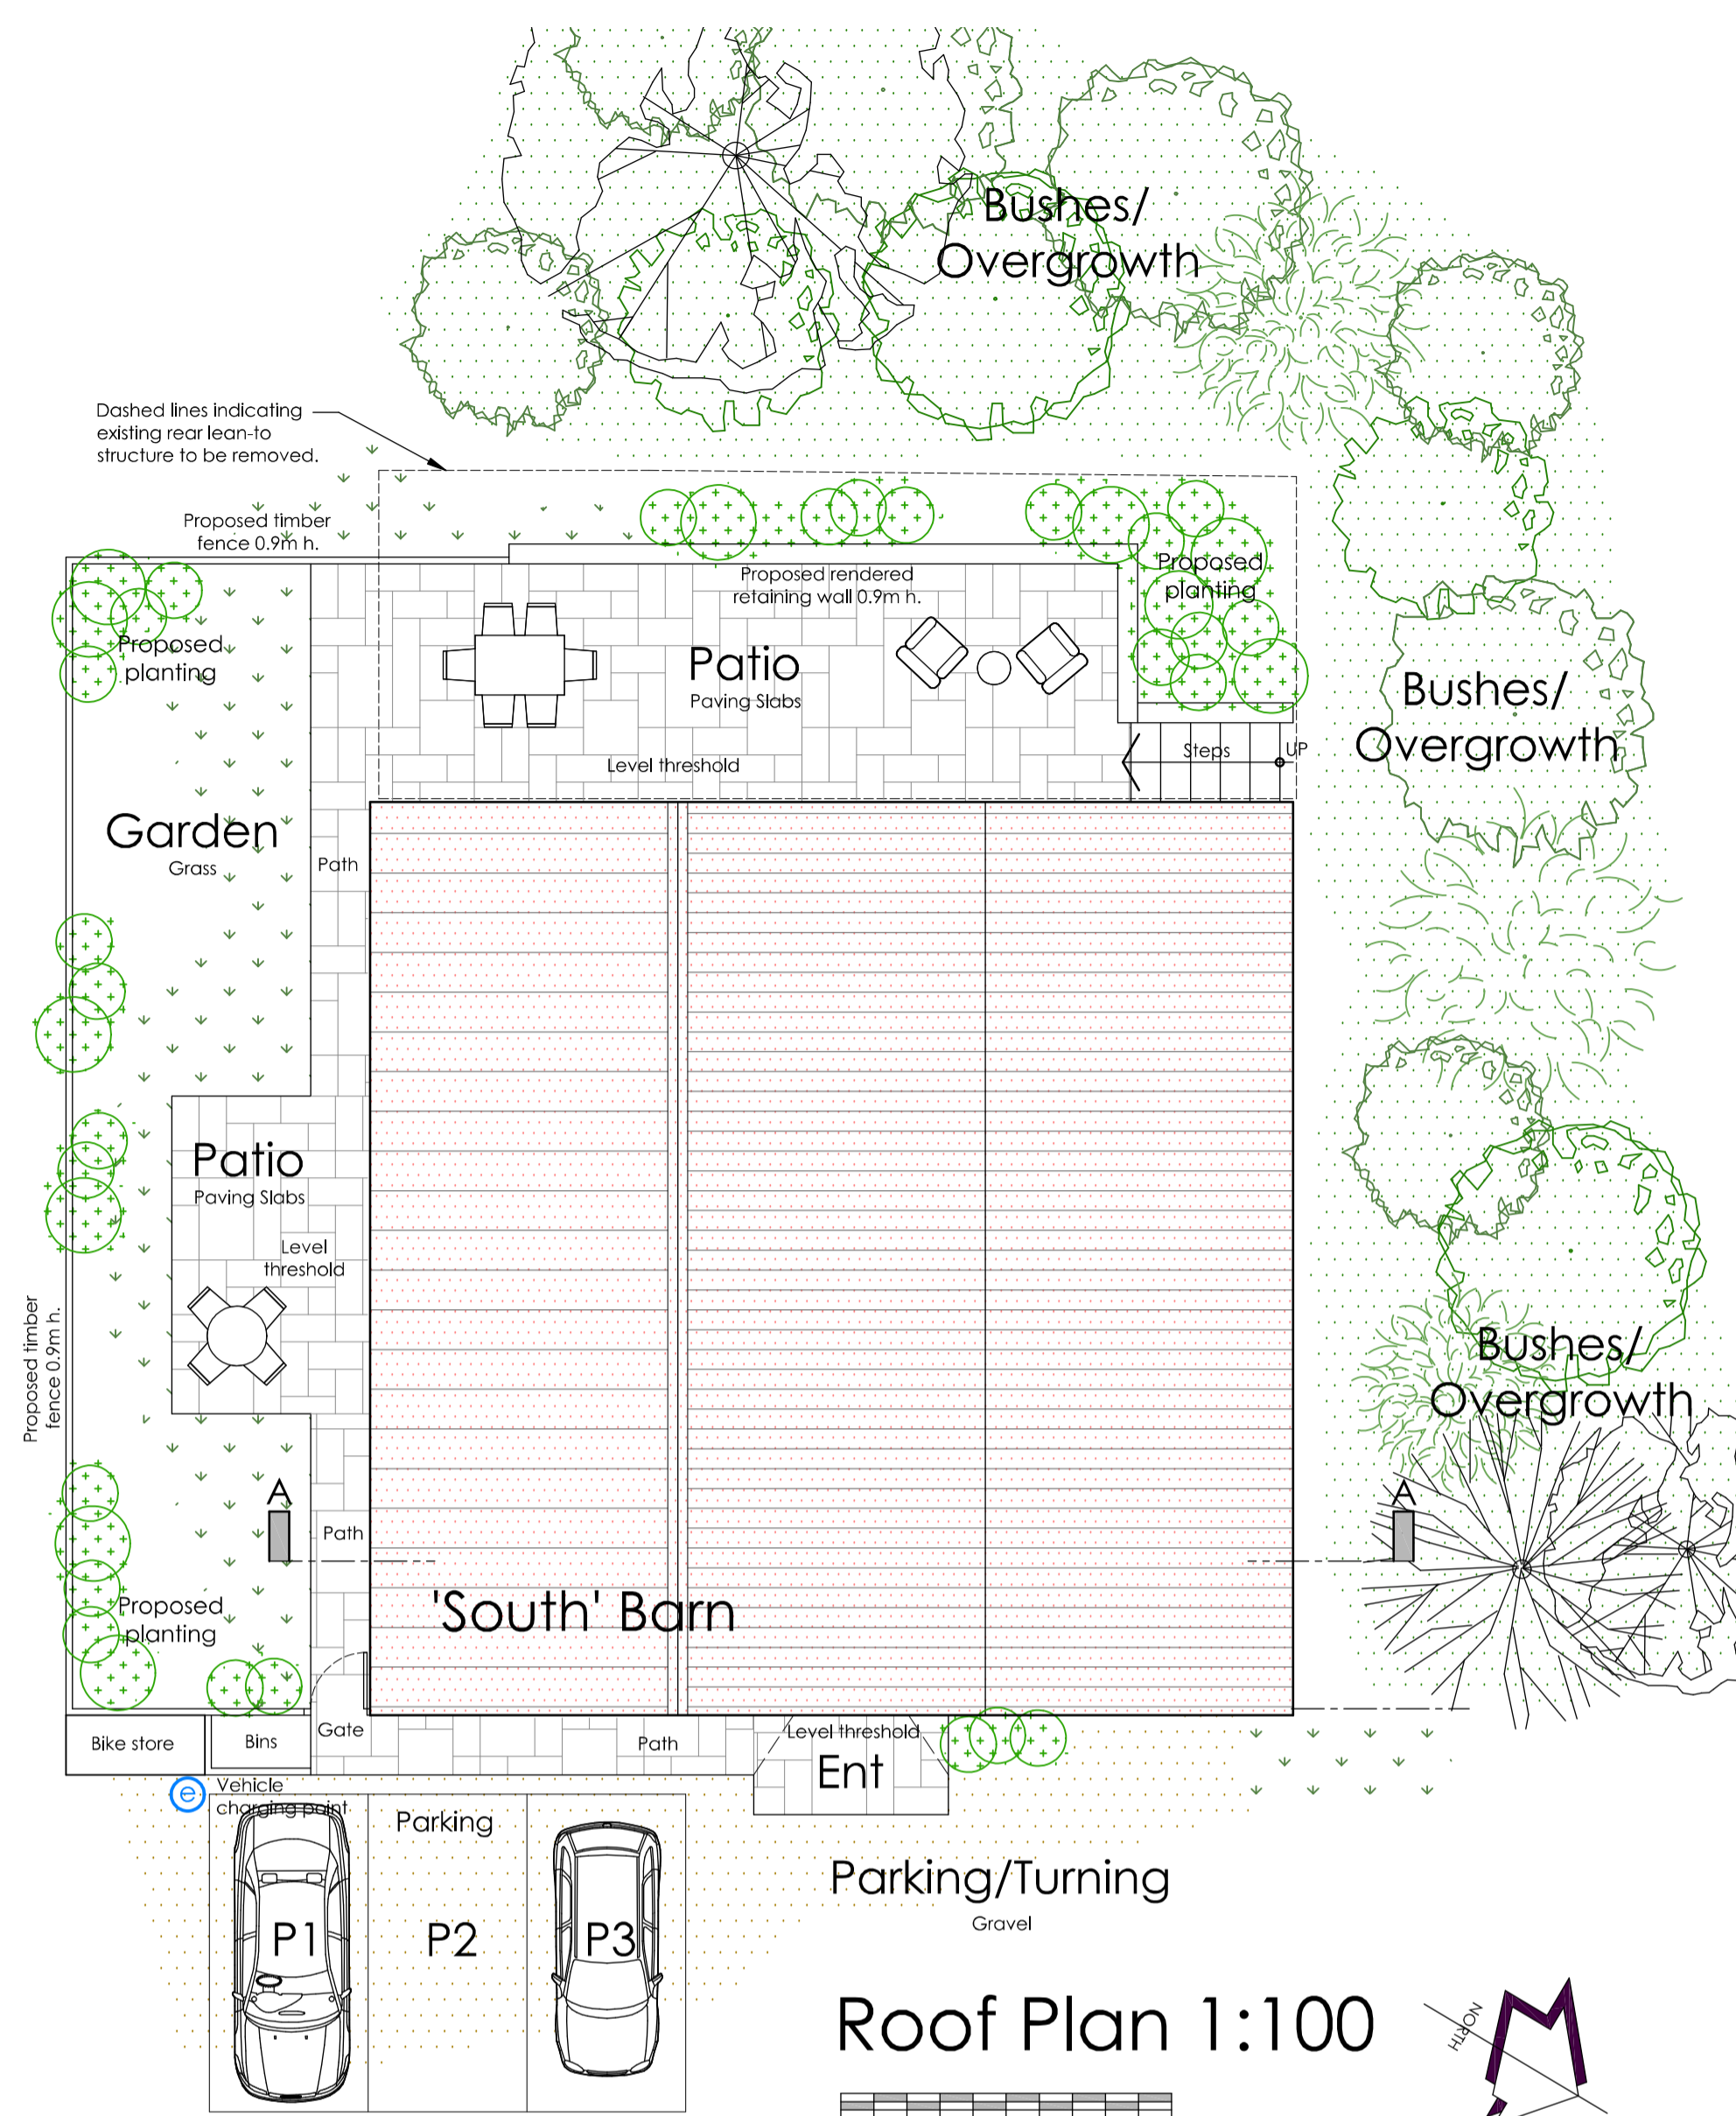 Bushes/
Overgrowth
Dashed lines indicating
existing rear lean-to
structure to be removed.
Proposed timber
fence 0.9m h.
Proposed rendered
retaining wall 0.9m h.
Proposed
planting
Proposed
planting
Patio
Paving Slabs
Bushes/
Overgrowth
Steps
UP
Level threshold
Garden
Grass
Path
Patio
Paving Slabs
Level
threshold
Proposed timber
fence 0.9m h.
Bushes/
Overgrowth
A
A
Path
'South' Barn
Proposed
planting
Gate
Bike store
Bins
Path
Level threshold
Ent
e
Vehicle
charging point
Parking
P1
P2
P3
Parking/Turning
Gravel
Roof Plan 1:100
NORTH